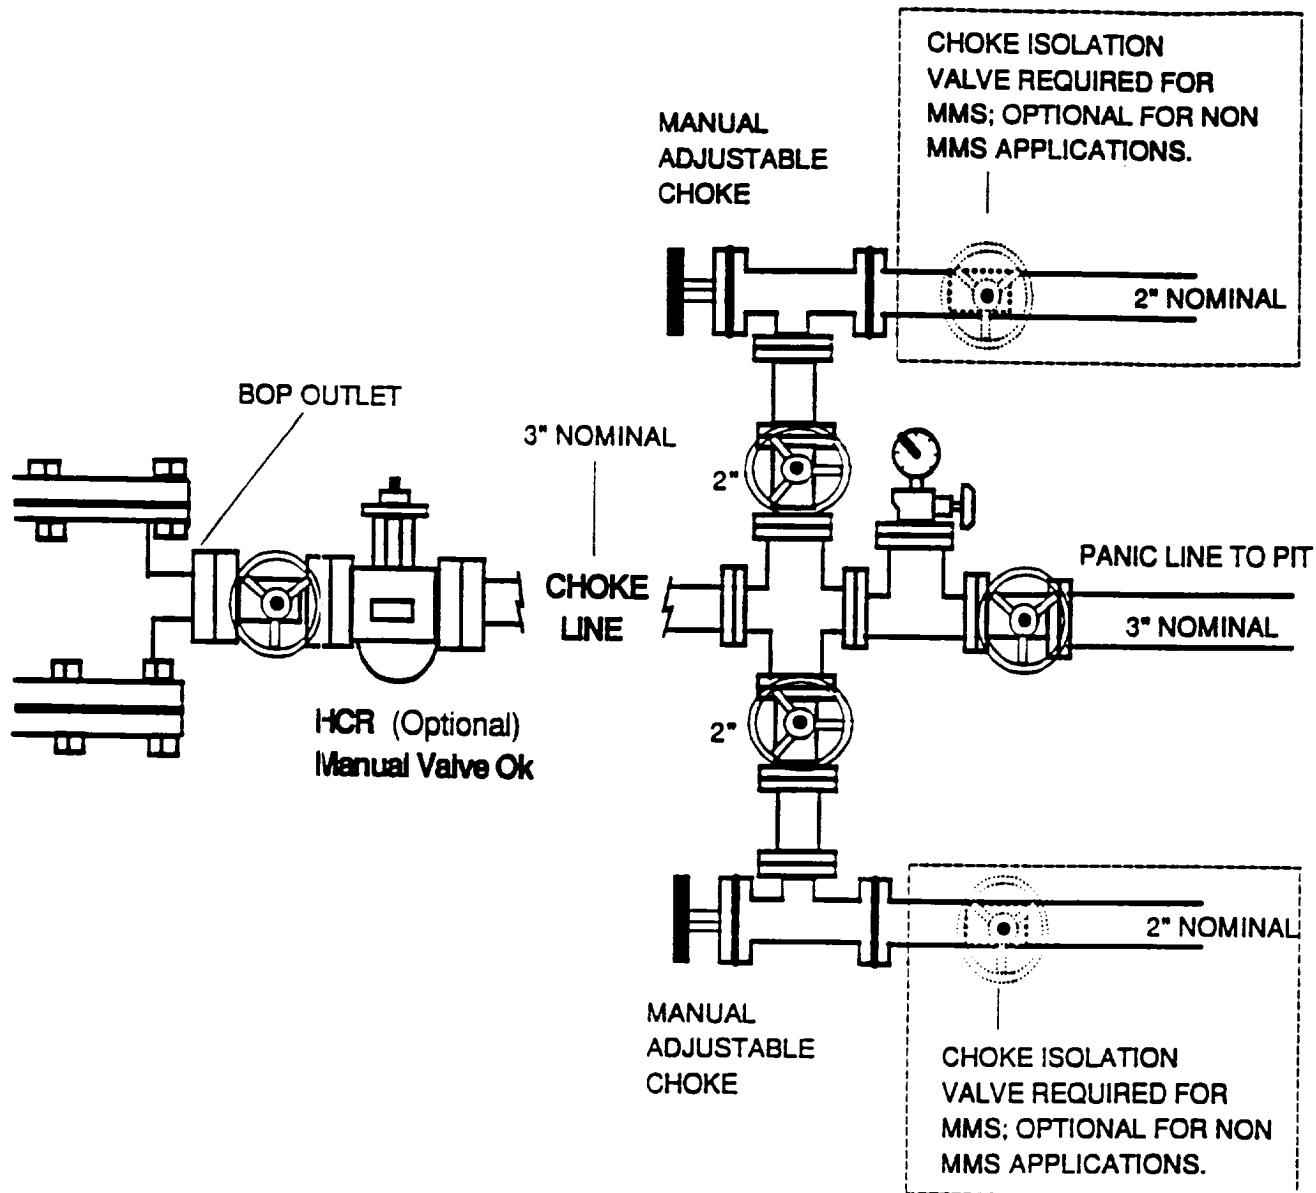 CHOKE ISOLATION
VALVE REQUIRED FOR
MMS; OPTIONAL FOR NON
MMS APPLICATIONS.
MANUAL
ADJUSTABLE
CHOKE
2" NOMINAL
BOP OUTLET
3" NOMINAL
2"
PANIC LINE TO PIT
CHOKE
LINE
3" NOMINAL
HCR (Optional)
Manual Valve Ok
2"
2" NOMINAL
MANUAL
ADJUSTABLE
CHOKE
CHOKE ISOLATION
VALVE REQUIRED FOR
MMS; OPTIONAL FOR NON
MMS APPLICATIONS.